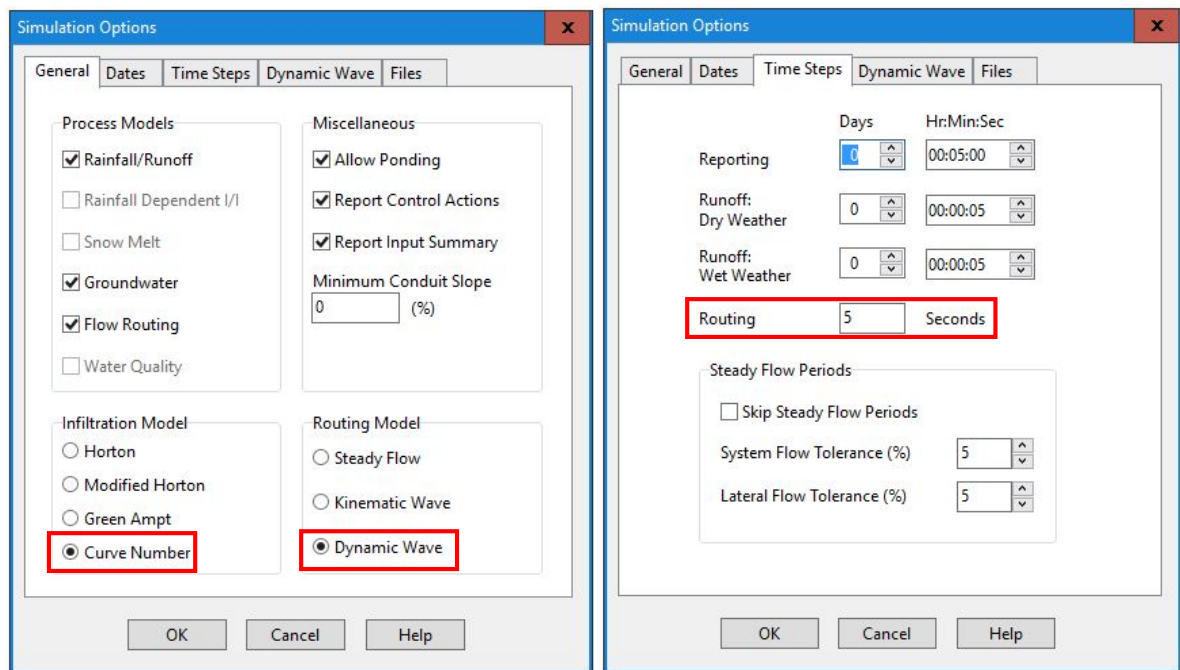 Simulation Options
x
General
Dates
Time Steps
Dynamic Wave
Files
Process Models
Rainfall/Runoff
Rainfall Dependent I/I
Snow Melt
Groundwater
Flow Routing
Water Quality
Miscellaneous
Allow Ponding
Report Control Actions
Report Input Summary
Minimum Conduit Slope
0 (%)
Infiltration Model
Horton
Modified Horton
Green Ampt
Curve Number
Routing Model
Steady Flow
Kinematic Wave
Dynamic Wave
OK
Cancel
Help
Simulation Options
x
General
Dates
Time Steps
Dynamic Wave
Files
Days Hr:Min:Sec
Reporting 0 00:05:00
Runoff:
Dry Weather 0 00:00:05
Runoff:
Wet Weather 0 00:00:05
Routing 5 Seconds
Steady Flow Periods
Skip Steady Flow Periods
System Flow Tolerance (%) 5
Lateral Flow Tolerance (%) 5
OK
Cancel
Help